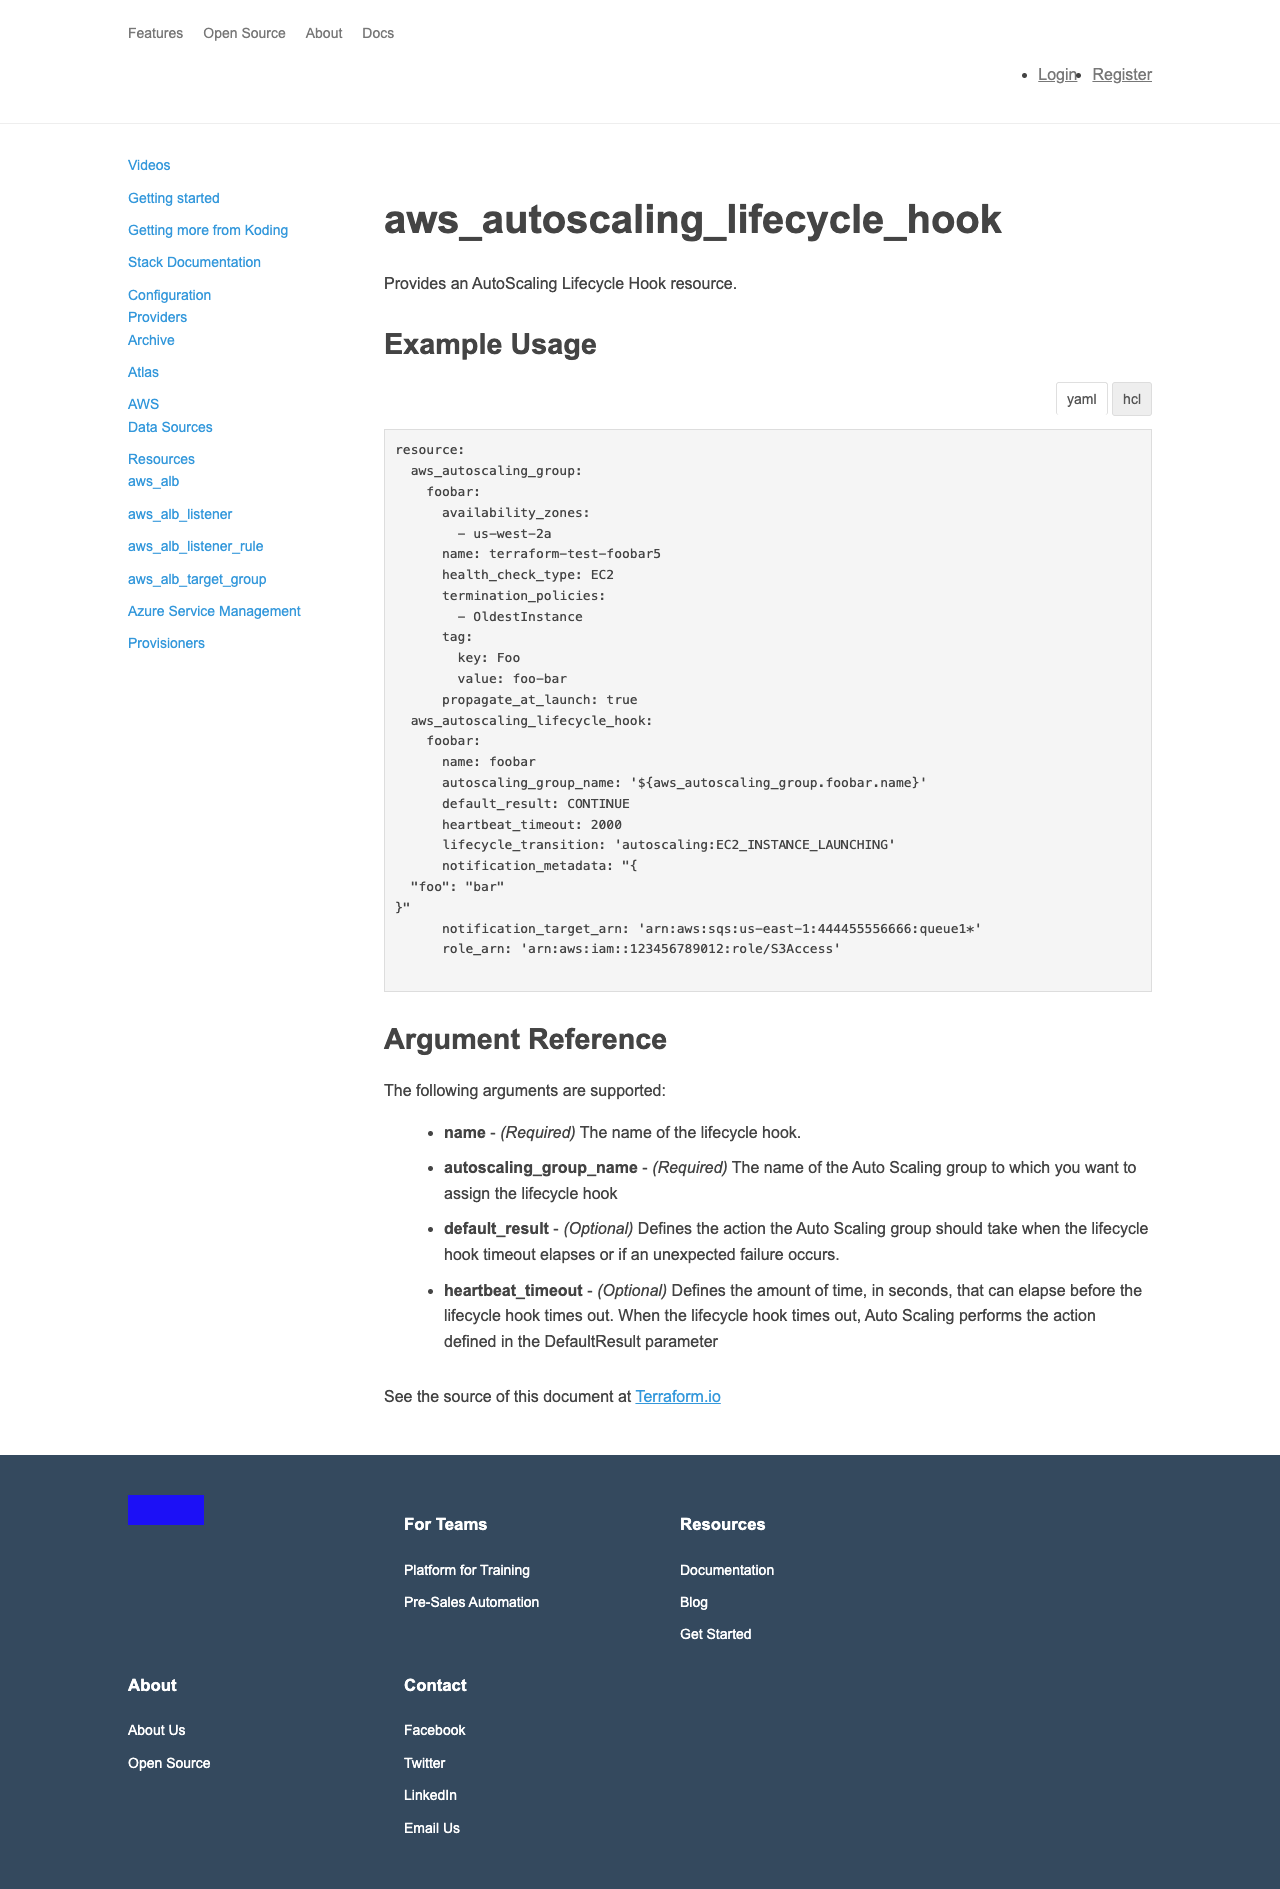 Features Open Source About Docs
Login Register
Videos
Getting started
Getting more from Koding
Stack Documentation
Configuration
Providers
Archive
Atlas
AWS
Data Sources
Resources
aws_alb
aws_alb_listener
aws_alb_listener_rule
aws_alb_target_group
Azure Service Management
Provisioners
aws_autoscaling_lifecycle_hook
Provides an AutoScaling Lifecycle Hook resource.
Example Usage
yaml hcl
resource:
  aws_autoscaling_group:
    foobar:
      availability_zones:
        - us-west-2a
      name: terraform-test-foobar5
      health_check_type: EC2
      termination_policies:
        - OldestInstance
      tag:
        key: Foo
        value: foo-bar
      propagate_at_launch: true
  aws_autoscaling_lifecycle_hook:
    foobar:
      name: foobar
      autoscaling_group_name: '${aws_autoscaling_group.foobar.name}'
      default_result: CONTINUE
      heartbeat_timeout: 2000
      lifecycle_transition: 'autoscaling:EC2_INSTANCE_LAUNCHING'
      notification_metadata: "{
  "foo": "bar"
}"
      notification_target_arn: 'arn:aws:sqs:us-east-1:444455556666:queue1*'
      role_arn: 'arn:aws:iam::123456789012:role/S3Access'
Argument Reference
The following arguments are supported:
name - (Required) The name of the lifecycle hook.
autoscaling_group_name - (Required) The name of the Auto Scaling group to which you want to
assign the lifecycle hook
default_result - (Optional) Defines the action the Auto Scaling group should take when the lifecycle
hook timeout elapses or if an unexpected failure occurs.
heartbeat_timeout - (Optional) Defines the amount of time, in seconds, that can elapse before the
lifecycle hook times out. When the lifecycle hook times out, Auto Scaling performs the action
defined in the DefaultResult parameter
See the source of this document at Terraform.io
For Teams
Platform for Training
Pre-Sales Automation
Resources
Documentation
Blog
Get Started
About
About Us
Open Source
Contact
Facebook
Twitter
LinkedIn
Email Us